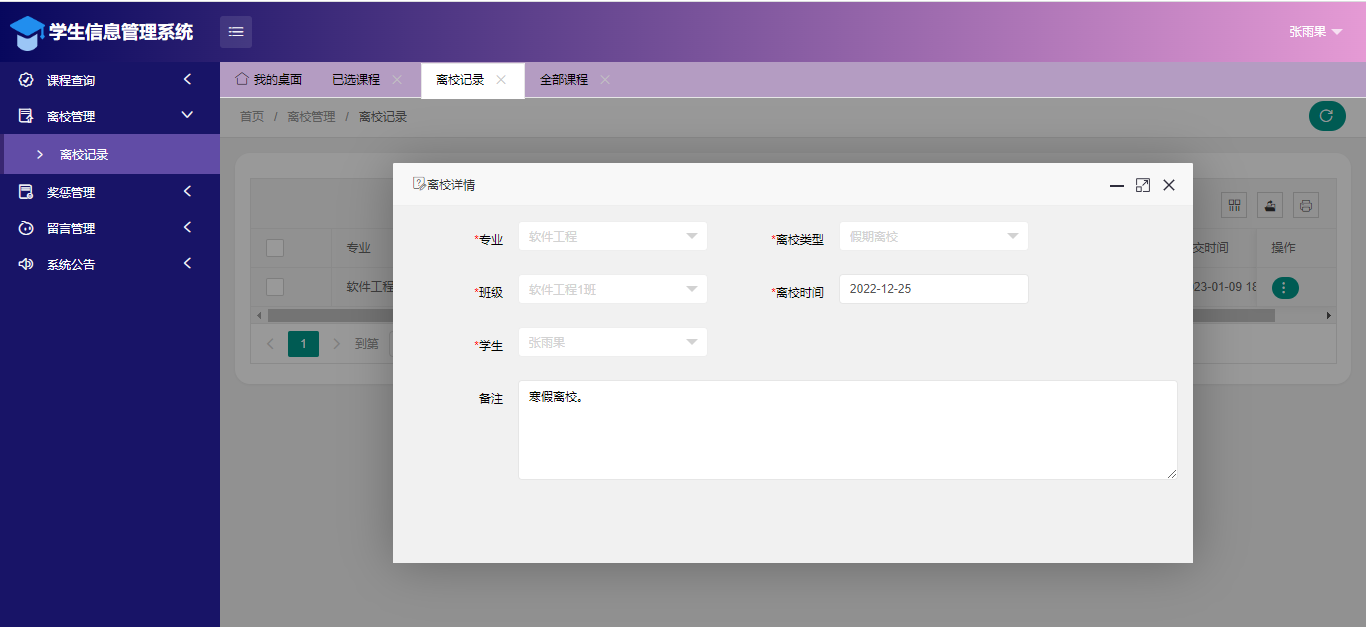 学生信息管理系统
张雨果
课程查询
离校管理
离校记录
奖惩管理
留言管理
系统公告
我的桌面 已选课程 离校记录 全部课程
首页 / 离校管理 / 离校记录
专业 交时间 操作
软件工程 23-01-09 18
1 到第
离校详情
*专业 软件工程 *离校类型 假期离校
*班级 软件工程1班 *离校时间 2022-12-25
*学生 张雨果
备注 寒假离校。